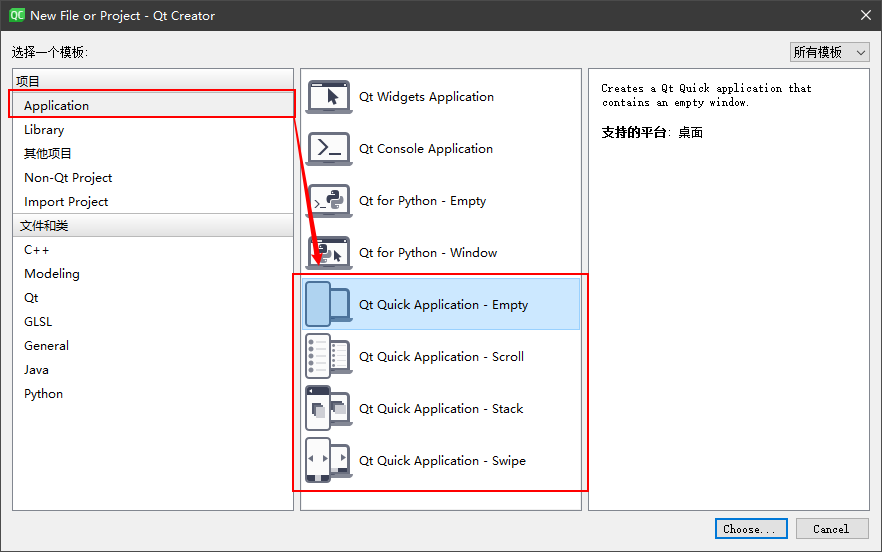 QC New File or Project - Qt Creator
选择一个模板:
所有模板
项目
Application
Library
其他项目
Non-Qt Project
Import Project
文件和类
C++
Modeling
Qt
GLSL
General
Java
Python
Qt Widgets Application
Qt Console Application
Qt for Python - Empty
Qt for Python - Window
Qt Quick Application - Empty
Qt Quick Application - Scroll
Qt Quick Application - Stack
Qt Quick Application - Swipe
Creates a Qt Quick application that
contains an empty window.
支持的平台: 桌面
Choose...
Cancel